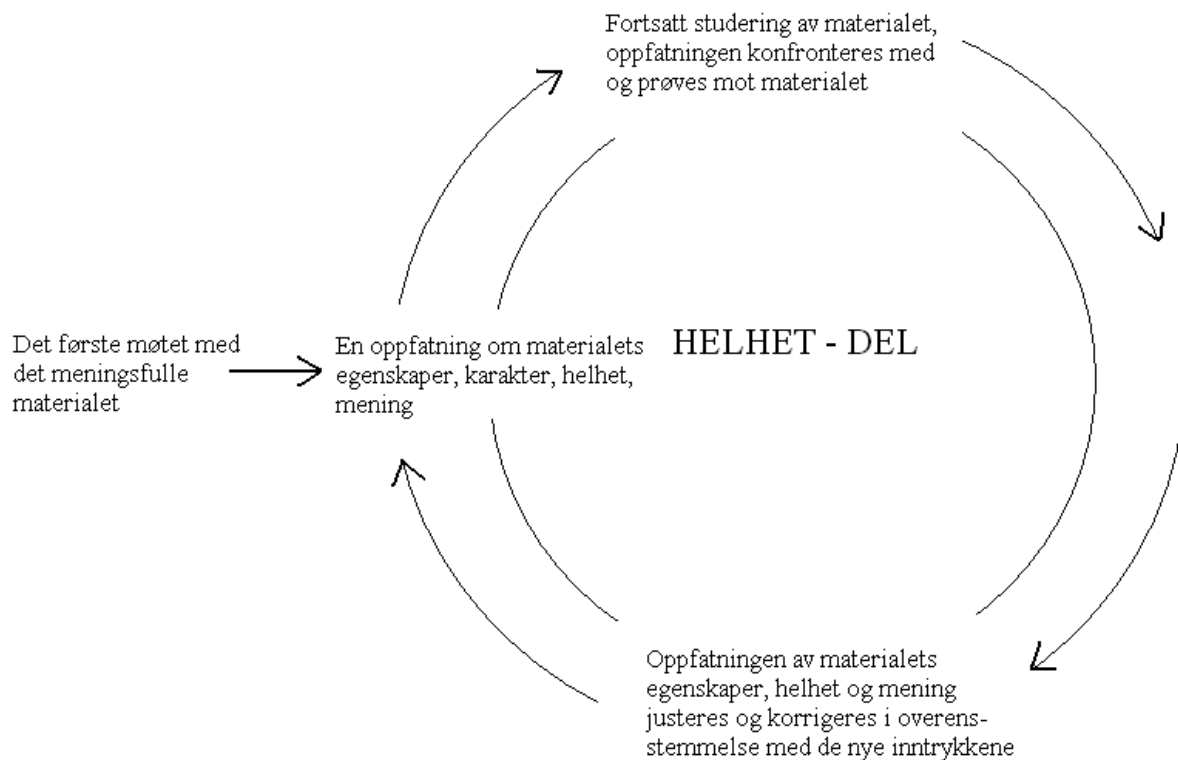 Fortsatt studering av materialet,
oppfatningen konfronteres med
og prøves mot materialet
Det første møtet med
det meningsfulle
materialet
En oppfatning om materialets
egenskaper, karakter, helhet,
mening
HELHET - DEL
Oppfatningen av materialets
egenskaper, helhet og mening
justeres og korrigeres i overens-
stemmelse med de nye inntrykkene